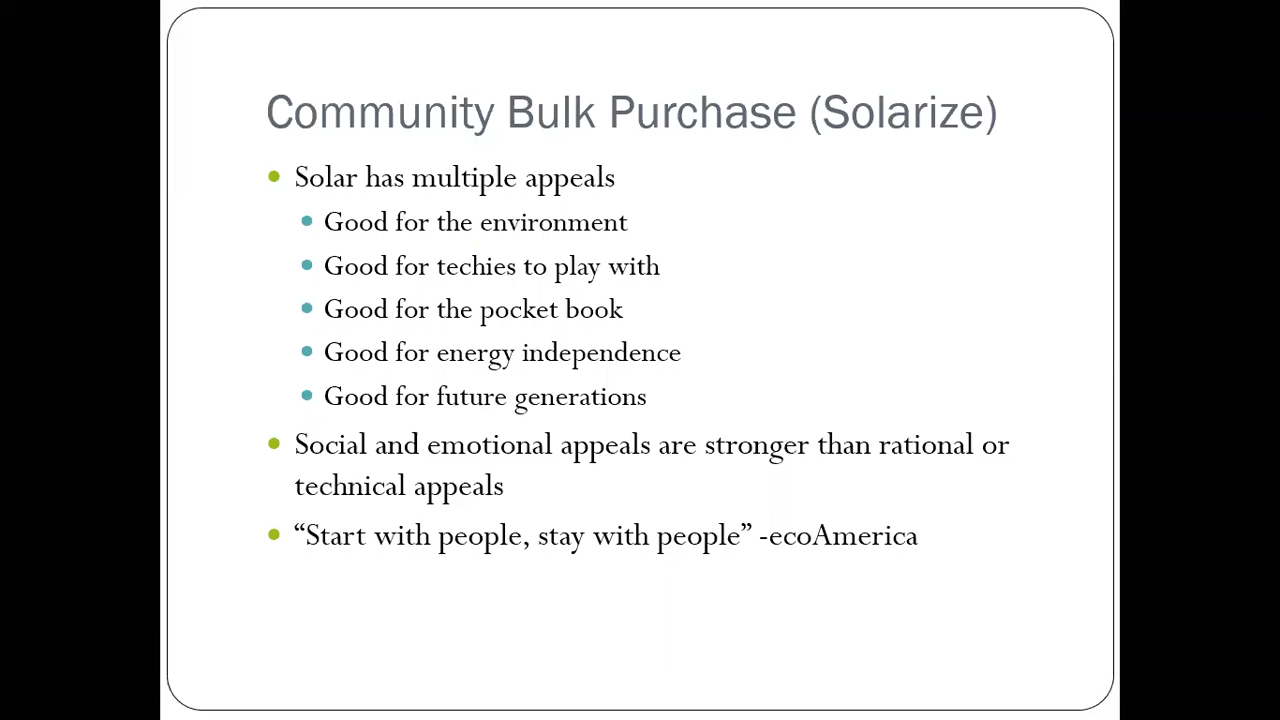 Community Bulk Purchase (Solarize)
Solar has multiple appeals
Good for the environment
Good for techies to play with
Good for the pocket book
Good for energy independence
Good for future generations
Social and emotional appeals are stronger than rational or
technical appeals
“Start with people, stay with people” -ecoAmerica